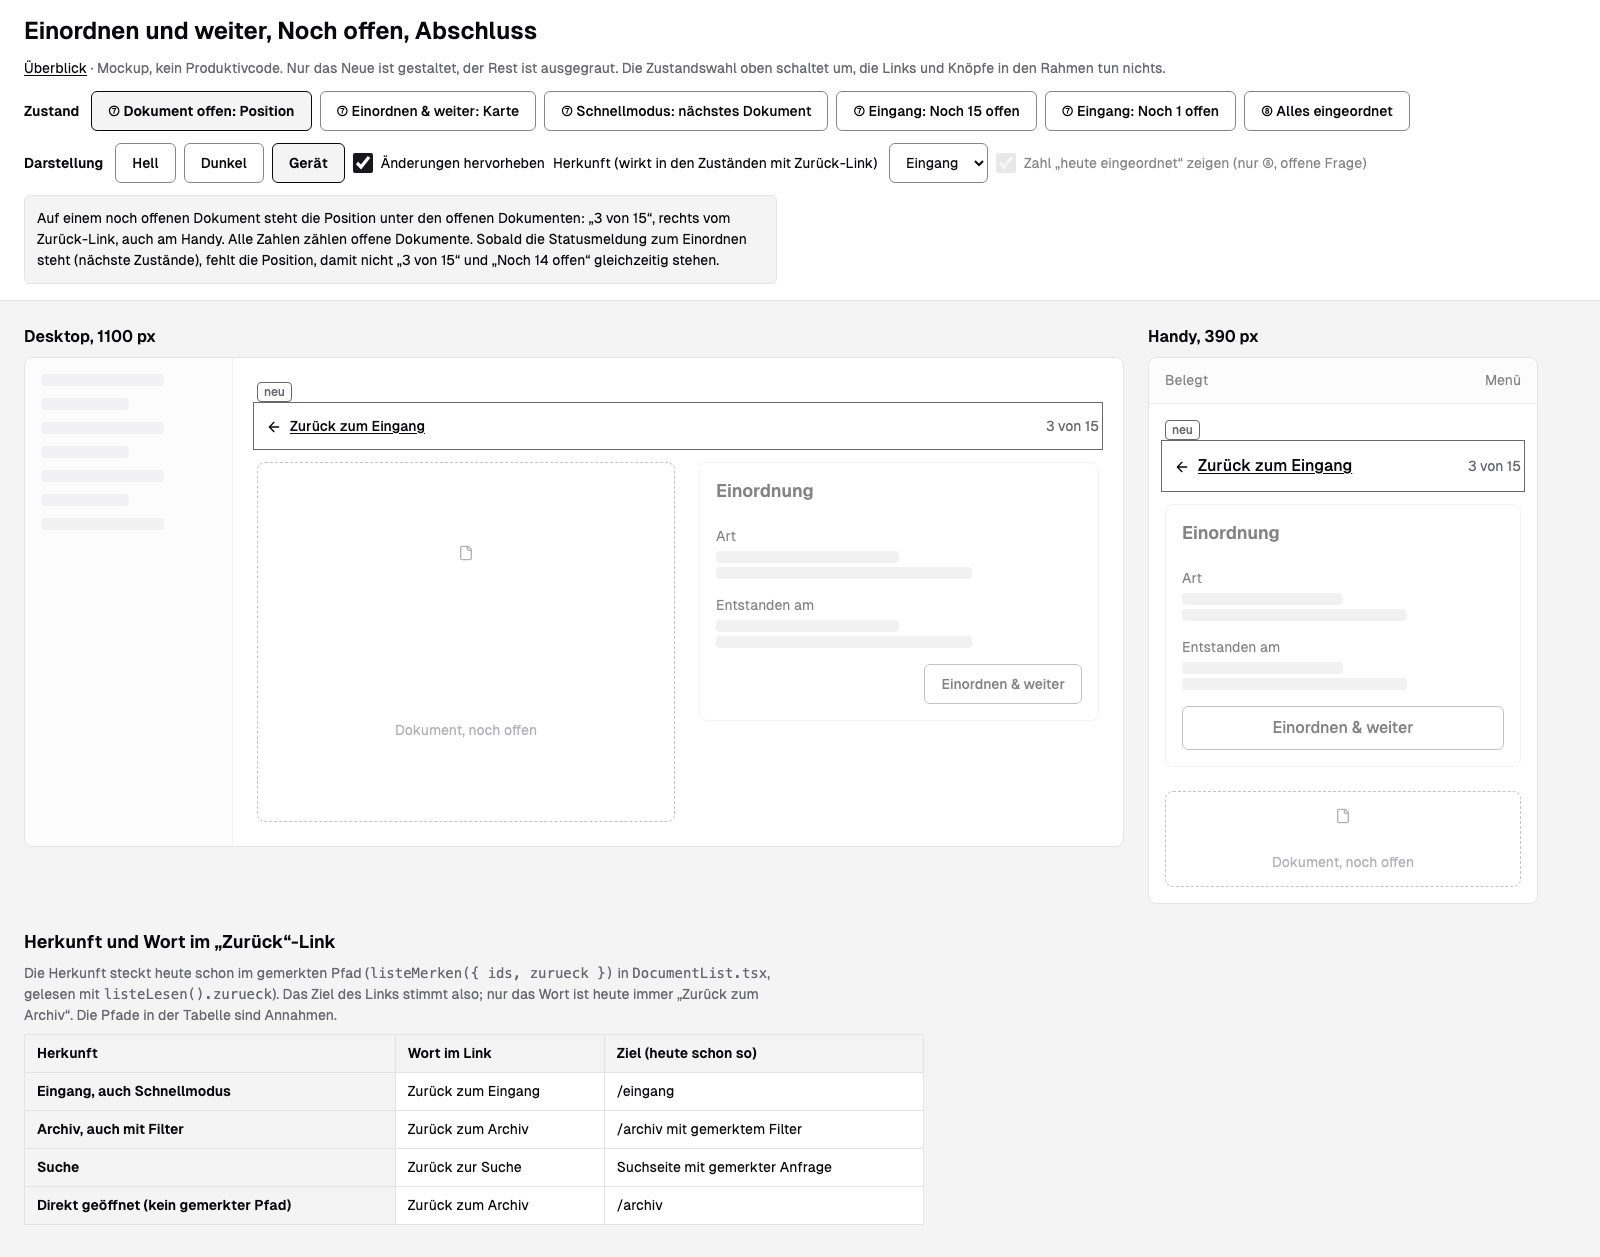 Einordnen und weiter, Noch offen, Abschluss
Überblick · Mockup, kein Produktivcode. Nur das Neue ist gestaltet, der Rest ist ausgegraut. Die Zustandswahl oben schaltet um, die Links und Knöpfe in den Rahmen tun nichts.
Zustand ⑦ Dokument offen: Position ⑦ Einordnen & weiter: Karte ⑦ Schnellmodus: nächstes Dokument ⑦ Eingang: Noch 15 offen ⑦ Eingang: Noch 1 offen ⑧ Alles eingeordnet
Darstellung Hell Dunkel Gerät Änderungen hervorheben Herkunft (wirkt in den Zuständen mit Zurück-Link) Eingang Zahl „heute eingeordnet“ zeigen (nur ⑧, offene Frage)
Auf einem noch offenen Dokument steht die Position unter den offenen Dokumenten: „3 von 15“, rechts vom
Zurück-Link, auch am Handy. Alle Zahlen zählen offene Dokumente. Sobald die Statusmeldung zum Einordnen
steht (nächste Zustände), fehlt die Position, damit nicht „3 von 15“ und „Noch 14 offen“ gleichzeitig stehen.
Desktop, 1100 px
neu
← Zurück zum Eingang 3 von 15
Dokument, noch offen
Einordnung
Art
Entstanden am
Einordnen & weiter
Handy, 390 px
Belegt Menü
neu
← Zurück zum Eingang 3 von 15
Einordnung
Art
Entstanden am
Einordnen & weiter
Dokument, noch offen
Herkunft und Wort im „Zurück“-Link
Die Herkunft steckt heute schon im gemerkten Pfad (listeMerken({ ids, zurueck }) in DocumentList.tsx,
gelesen mit listeLesen().zurueck). Das Ziel des Links stimmt also; nur das Wort ist heute immer „Zurück zum
Archiv“. Die Pfade in der Tabelle sind Annahmen.
Herkunft Wort im Link Ziel (heute schon so)
Eingang, auch Schnellmodus Zurück zum Eingang /eingang
Archiv, auch mit Filter Zurück zum Archiv /archiv mit gemerktem Filter
Suche Zurück zur Suche Suchseite mit gemerkter Anfrage
Direkt geöffnet (kein gemerkter Pfad) Zurück zum Archiv /archiv